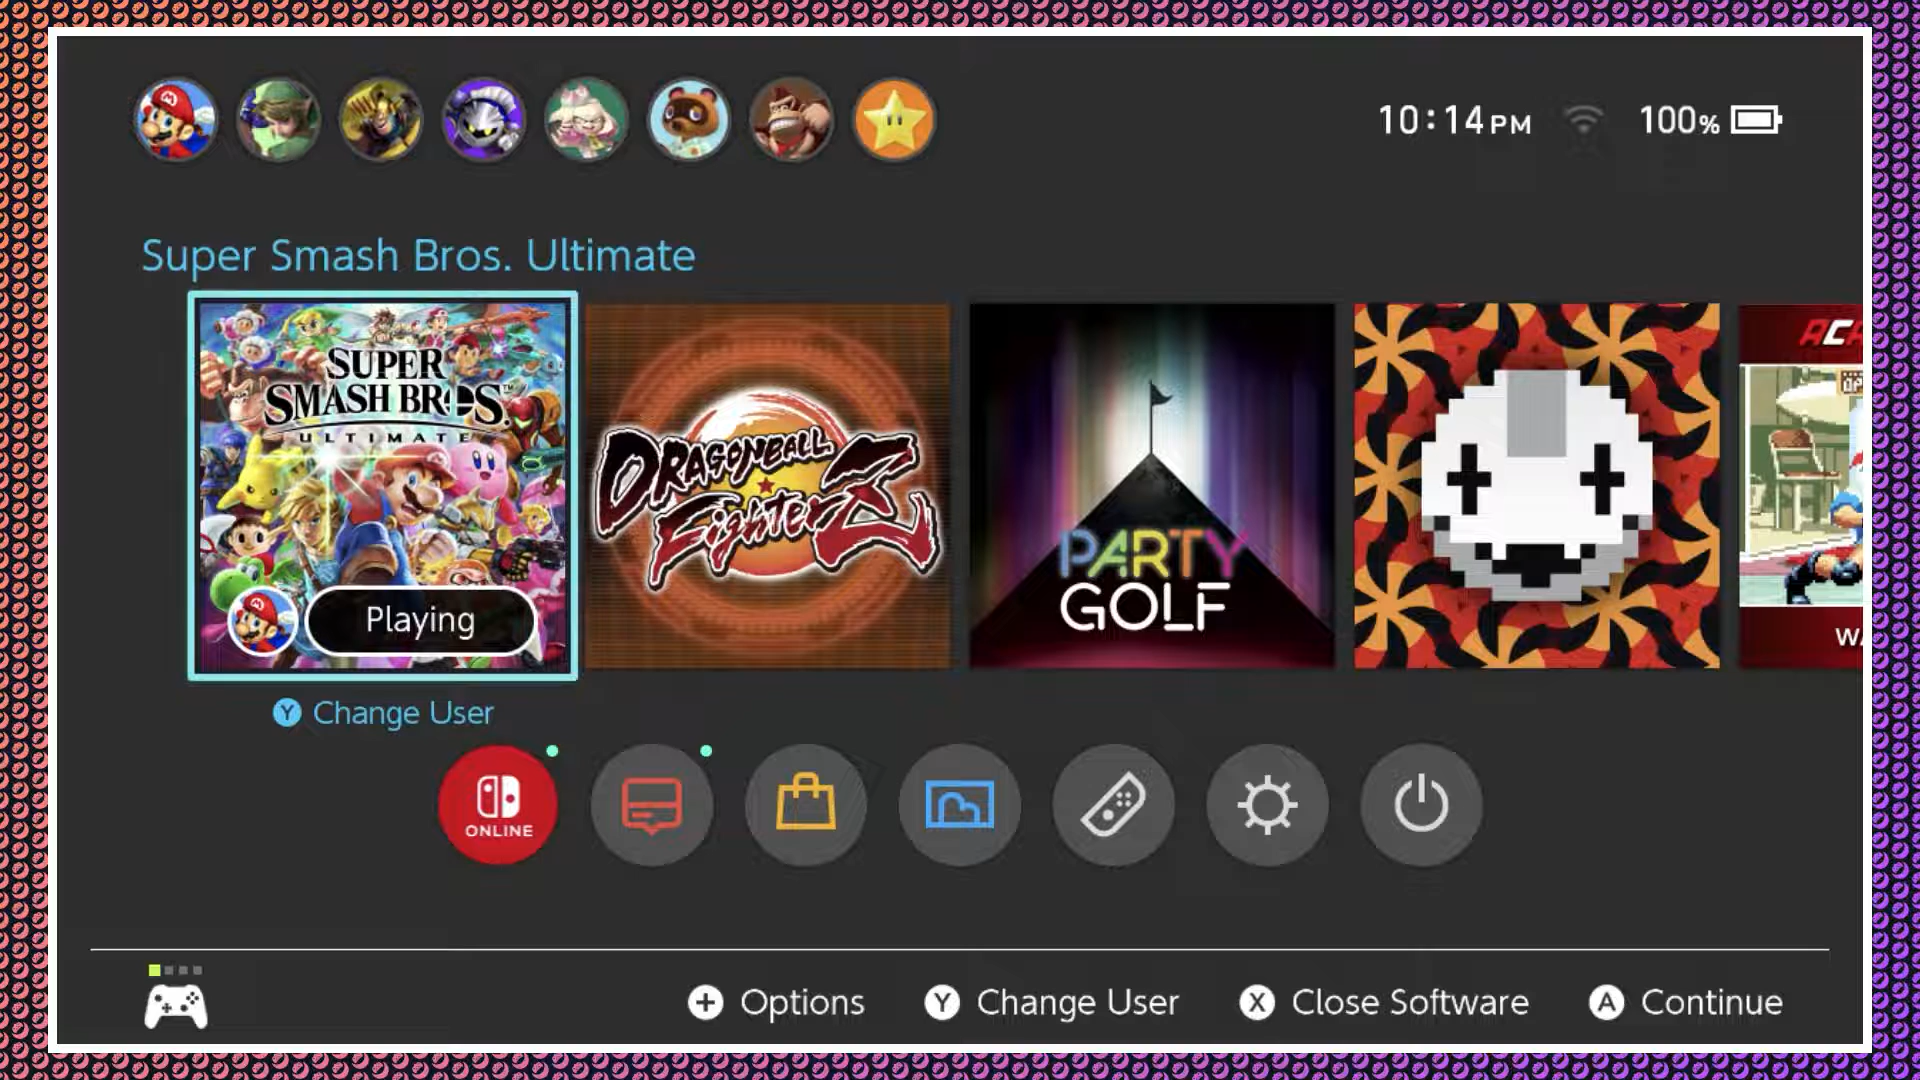 10:14 PM 100%
Super Smash Bros. Ultimate
SUPER
SMASH BROS.™
ULTIMATE
Playing
DRAGONBALL
FighterZ
PARTY
GOLF
Y Change User
ONLINE
+ Options Y Change User X Close Software A Continue